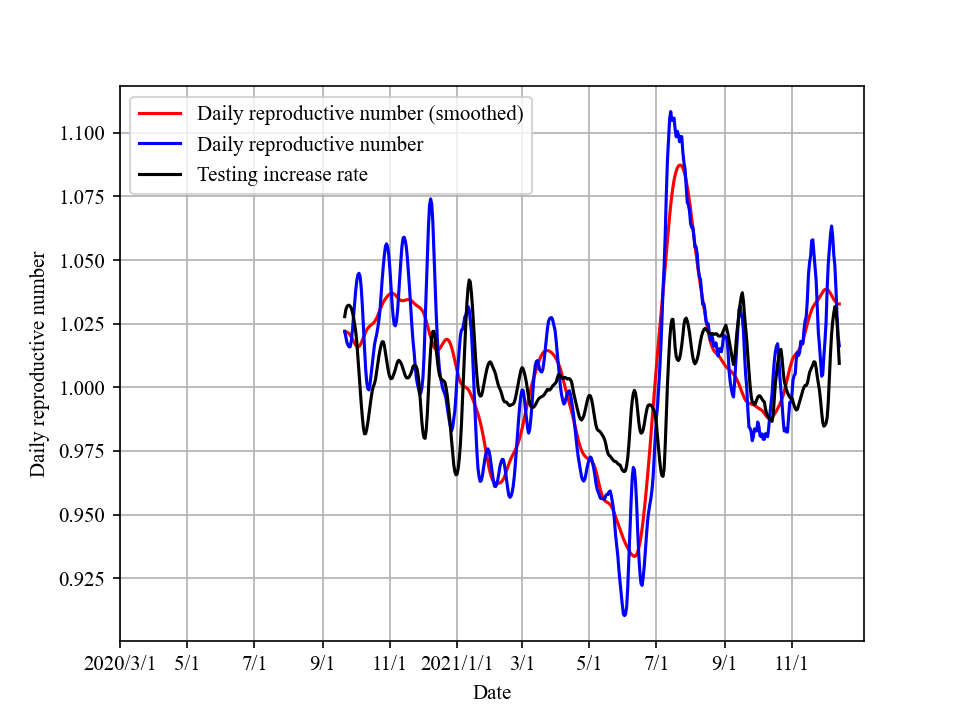 Daily reproductive number (smoothed)
Daily reproductive number
Testing increase rate
Daily reproductive number
1.100
1.075
1.050
1.025
1.000
0.975
0.950
0.925
2020/3/1 5/1 7/1 9/1 11/1 2021/1/1 3/1 5/1 7/1 9/1 11/1
Date